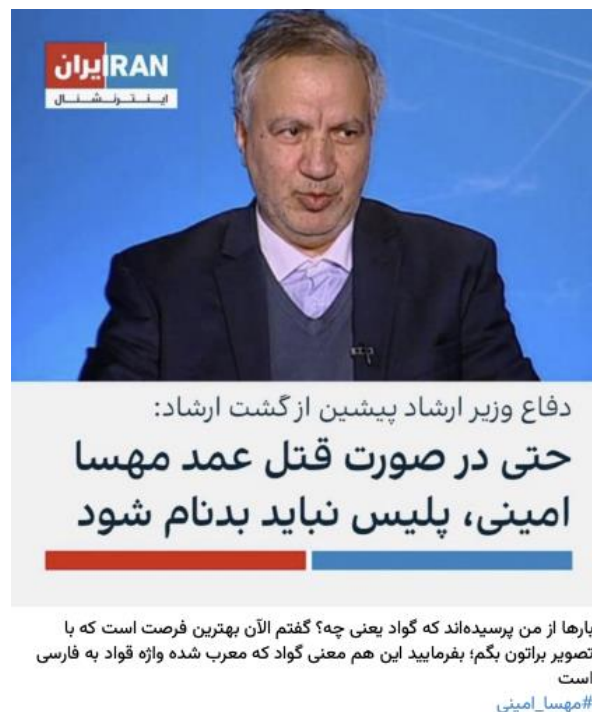 ایران IRAN
اینترنشنال
دفاع وزیر ارشاد پیشین از گشت ارشاد:
حتی در صورت قتل عمد مهسا
امینی، پلیس نباید بدنام شود
بارها از من پرسیده‌اند که گواد یعنی چه؟ گفتم الآن بهترین فرصت است که با
تصویر براتون بگم؛ بفرمایید این هم معنی گواد که معرب شده واژه قواد به فارسی
است
#مهسا_امینی